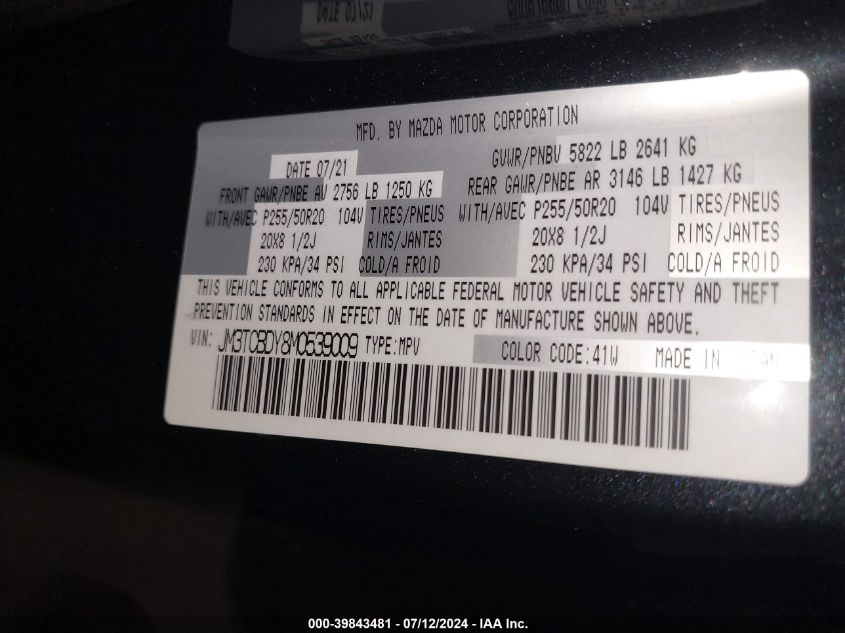 MFD. BY MAZDA MOTOR CORPORATION
DATE 07/21 GVWR/PNBV 5822 LB 2641 KG
FRONT GAWR/PNBE AV 2756 LB 1250 KG REAR GAWR/PNBE AR 3146 LB 1427 KG
WITH/AVEC P255/50R20 104V TIRES/PNEUS WITH/AVEC P255/50R20 104V TIRES/PNEUS
20X8 1/2J RIMS/JANTES 20X8 1/2J RIMS/JANTES
230 KPA/34 PSI COLD/A FROID 230 KPA/34 PSI COLD/A FROID
THIS VEHICLE CONFORMS TO ALL APPLICABLE FEDERAL MOTOR VEHICLE SAFETY AND THEFT
PREVENTION STANDARDS IN EFFECT ON THE DATE OF MANUFACTURE SHOWN ABOVE.
VIN: JM3TCBDY8M0539009 TYPE:MPV COLOR CODE:41W MADE IN JAPAN
000-39843481 - 07/12/2024 - IAA Inc.